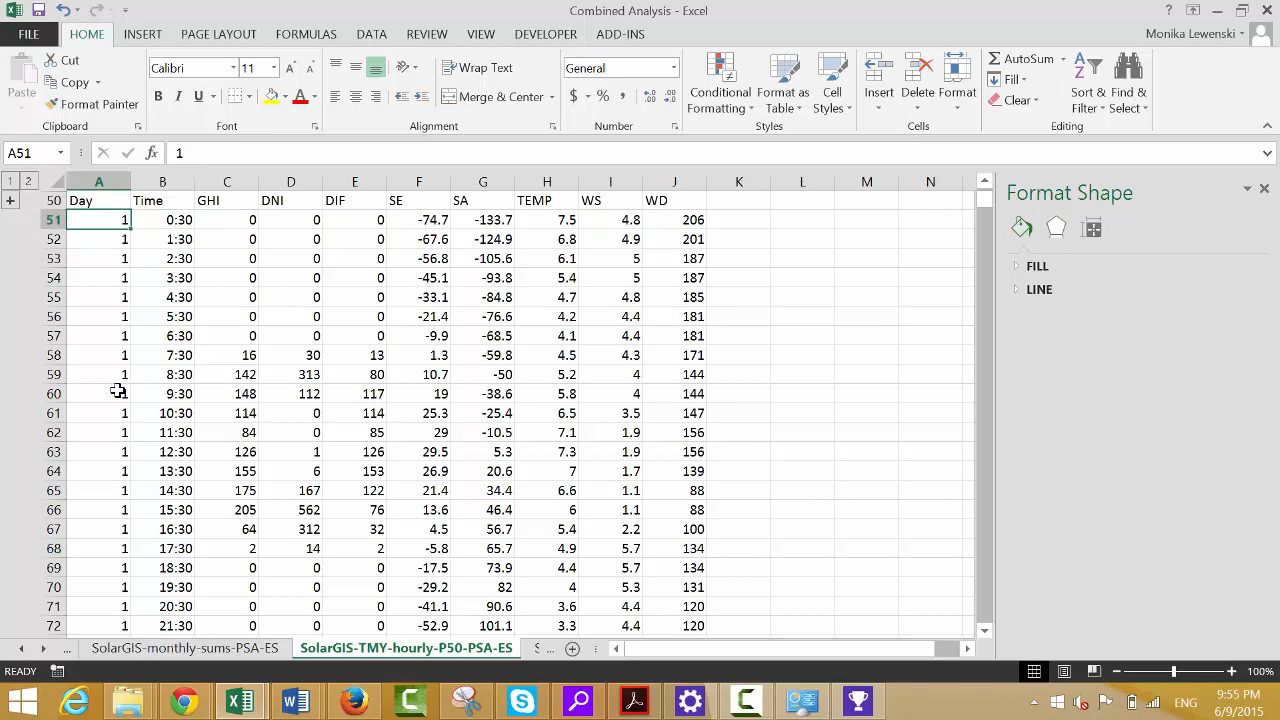 Combined Analysis - Excel
FILE HOME INSERT PAGE LAYOUT FORMULAS DATA REVIEW VIEW DEVELOPER ADD-INS Monika Lewenski
Paste Cut Copy Format Painter Clipboard
Calibri 11 B I U A A A Font
Wrap Text Merge & Center Alignment
General $ % , Number
Conditional Formatting Format as Table Cell Styles Styles
Insert Delete Format Cells
AutoSum Fill Clear Sort & Filter Find & Select Editing
A51 fx 1
1 2 A B C D E F G H I J K L M N
50 Day Time GHI DNI DIF SE SA TEMP WS WD
51 1 0:30 0 0 0 -74.7 -133.7 7.5 4.8 206
52 1 1:30 0 0 0 -67.6 -124.9 6.8 4.9 201
53 1 2:30 0 0 0 -56.8 -105.6 6.1 5 187
54 1 3:30 0 0 0 -45.1 -93.8 5.4 5 187
55 1 4:30 0 0 0 -33.1 -84.8 4.7 4.8 185
56 1 5:30 0 0 0 -21.4 -76.6 4.2 4.4 181
57 1 6:30 0 0 0 -9.9 -68.5 4.1 4.4 181
58 1 7:30 16 30 13 1.3 -59.8 4.5 4.3 171
59 1 8:30 142 313 80 10.7 -50 5.2 4 144
60 1 9:30 148 112 117 19 -38.6 5.8 4 144
61 1 10:30 114 0 114 25.3 -25.4 6.5 3.5 147
62 1 11:30 84 0 85 29 -10.5 7.1 1.9 156
63 1 12:30 126 1 126 29.5 5.3 7.3 1.9 156
64 1 13:30 155 6 153 26.9 20.6 7 1.7 139
65 1 14:30 175 167 122 21.4 34.4 6.6 1.1 88
66 1 15:30 205 562 76 13.6 46.4 6 1.1 88
67 1 16:30 64 312 32 4.5 56.7 5.4 2.2 100
68 1 17:30 2 14 2 -5.8 65.7 4.9 5.7 134
69 1 18:30 0 0 0 -17.5 73.9 4.4 5.7 134
70 1 19:30 0 0 0 -29.2 82 4 5.3 131
71 1 20:30 0 0 0 -41.1 90.6 3.6 4.4 120
72 1 21:30 0 0 0 -52.9 101.1 3.3 4.4 120
Format Shape
FILL
LINE
... SolarGIS-monthly-sums-PSA-ES SolarGIS-TMY-hourly-P50-PSA-ES S ...
READY 100%
ENG 9:55 PM
6/9/2015